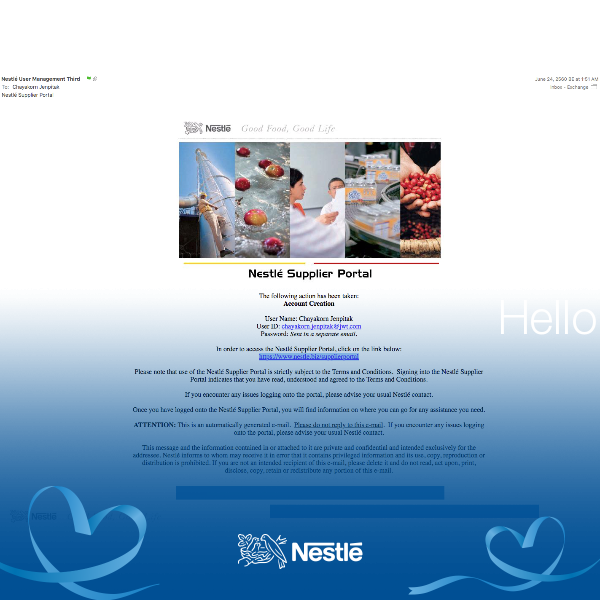 Nestlé User Management Third
June 24, 2560 BE at 1:51 AM
To: Chayakorn Jenpitak
Inbox - Exchange
Nestlé Supplier Portal
Nestlé Good Food, Good Life
Nestlé Supplier Portal
The following action has been taken:
Account Creation
User Name: Chayakorn Jenpitak
User ID: chayakorn.jenpitak@jwt.com
Password: Sent in a separate email.
In order to access the Nestlé Supplier Portal, click on the link below:
https://www.nestle.biz/supplierportal
Please note that use of the Nestlé Supplier Portal is strictly subject to the Terms and Conditions. Signing into the Nestlé Supplier
Portal indicates that you have read, understood and agreed to the Terms and Conditions.
If you encounter any issues logging onto the portal, please advise your usual Nestlé contact.
Once you have logged onto the Nestlé Supplier Portal, you will find information on where you can go for any assistance you need.
ATTENTION: This is an automatically generated e-mail. Please do not reply to this e-mail. If you encounter any issues logging
onto the portal, please advise your usual Nestlé contact.
This message and the information contained in or attached to it are private and confidential and intended exclusively for the
addressee. Nestlé informs to whom may receive it in error that it contains privileged information and its use, copy, reproduction or
distribution is prohibited. If you are not an intended recipient of this e-mail, please delete it and do not read, act upon, print,
disclose, copy, retain or redistribute any portion of this e-mail.
Hello
Nestlé